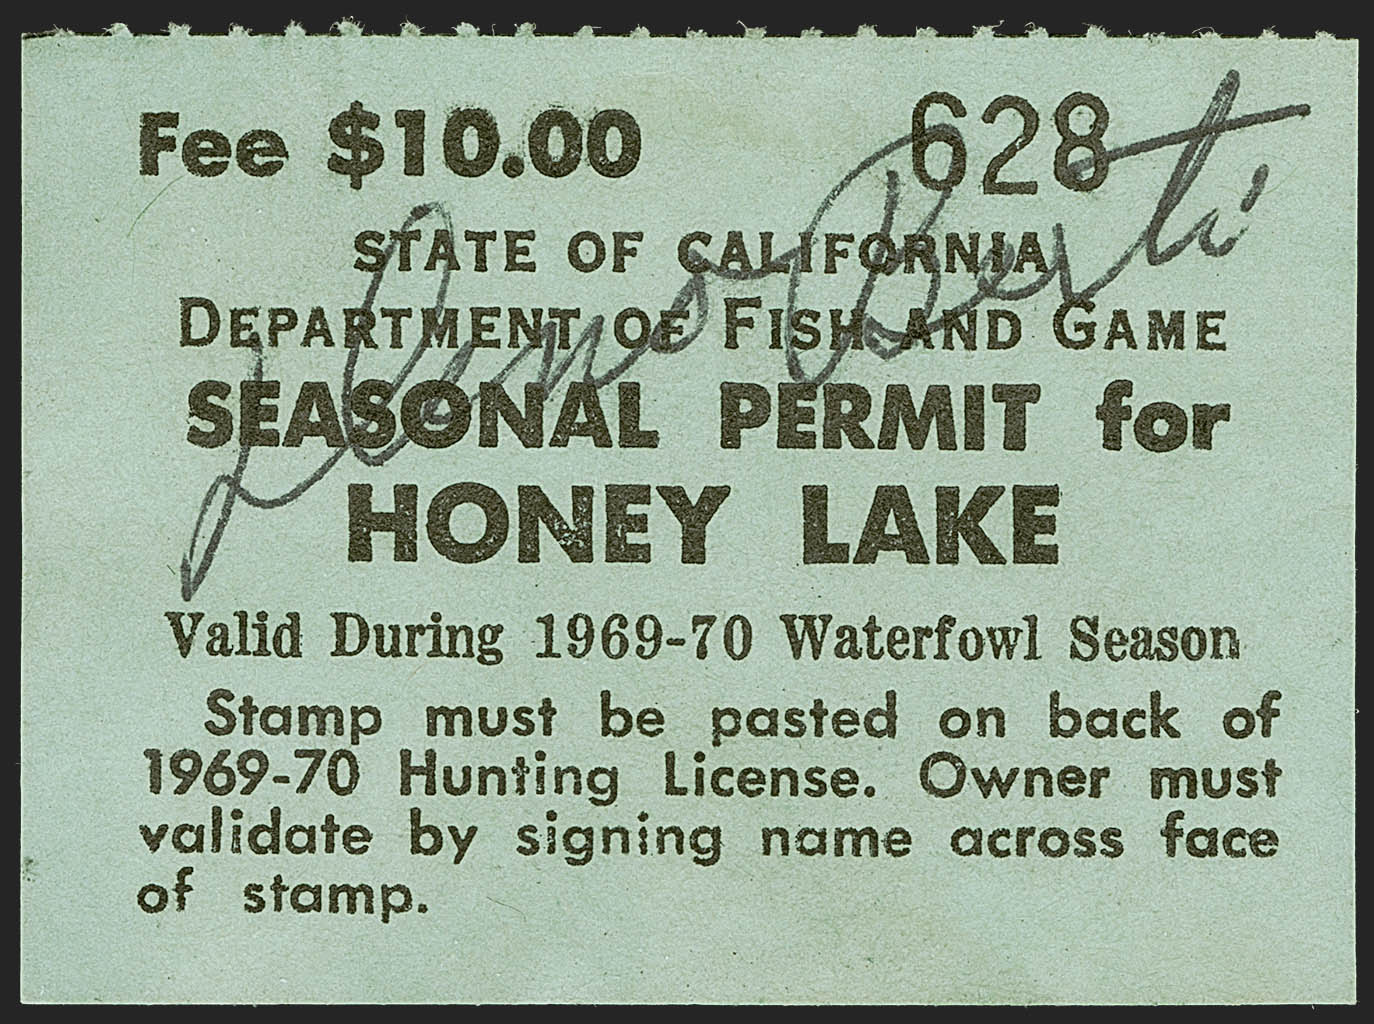 Fee $10.00 628
STATE OF CALIFORNIA
DEPARTMENT OF FISH AND GAME
SEASONAL PERMIT for
HONEY LAKE
Valid During 1969-70 Waterfowl Season
Stamp must be pasted on back of
1969-70 Hunting License. Owner must
validate by signing name across face
of stamp.